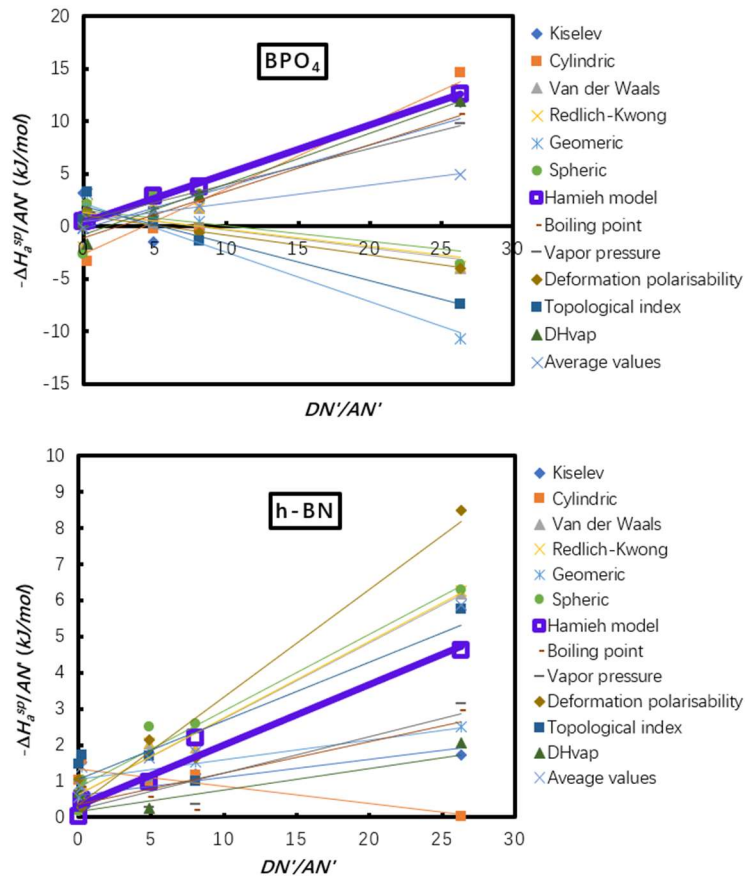 20
15
10
5
0
-5
-10
-15
0 5 10 15 20 25 30
-ΔHₐˢᵖ/AN' (kJ/mol)
DN'/AN'
BPO₄
Kiselev
Cylindric
Van der Waals
Redlich-Kwong
Geomeric
Spheric
Hamieh model
Boiling point
Vapor pressure
Deformation polarisability
Topological index
DHvap
Average values
10
9
8
7
6
5
4
3
2
1
0
0 5 10 15 20 25 30
-ΔHₐˢᵖ/AN' (kJ/mol)
DN'/AN'
h-BN
Kiselev
Cylindric
Van der Waals
Redlich-Kwong
Geomeric
Spheric
Hamieh model
Boiling point
Vapor pressure
Deformation polarisability
Topological index
DHvap
Aveage values